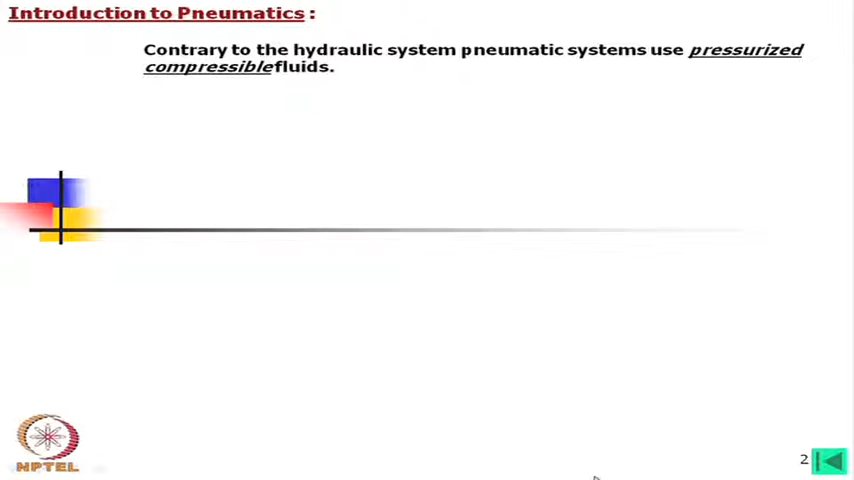 Introduction to Pneumatics :
Contrary to the hydraulic system pneumatic systems use pressurized
compressible fluids.
NPTEL
2